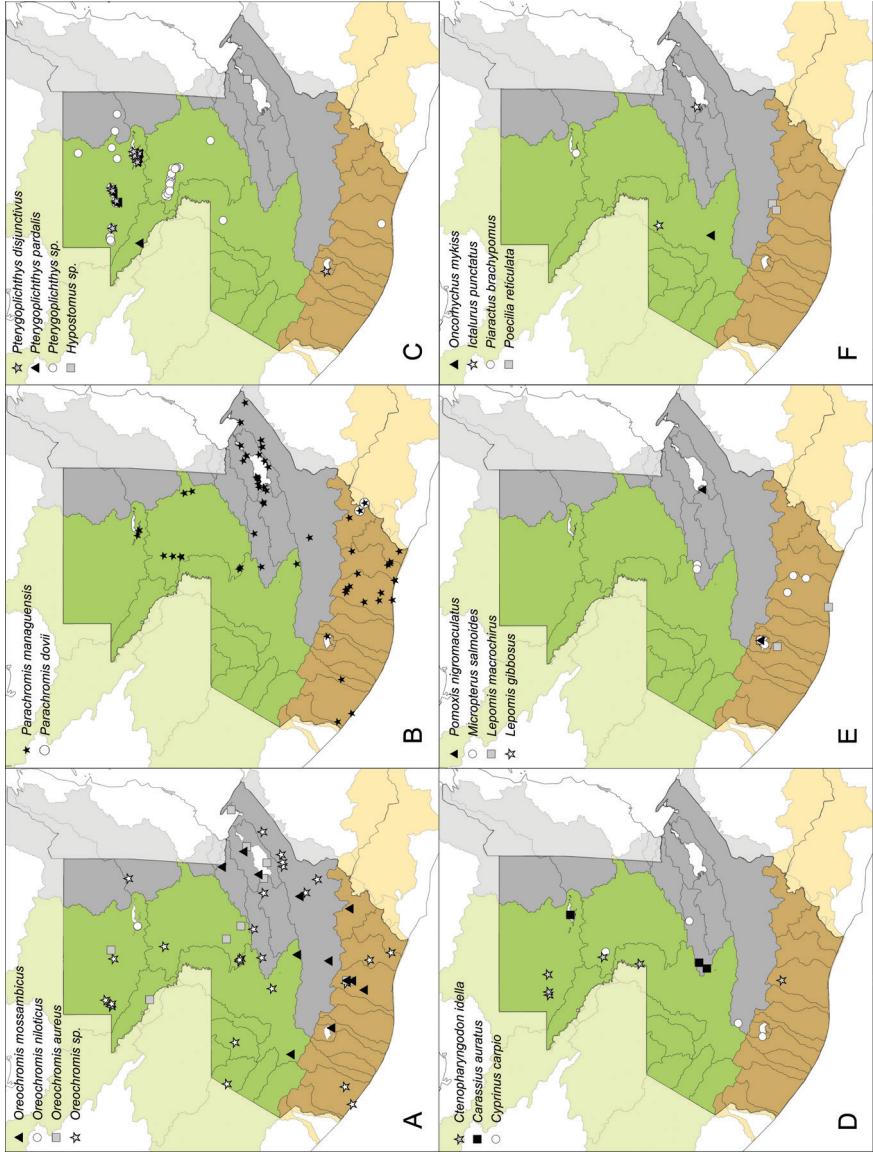 Oreochromis mossambicus
Oreochromis niloticus
Oreochromis aureus
Oreochromis sp.
A
Parachromis managuensis
Parachromis dovii
B
Pterygoplichthys disjunctivus
Pterygoplichthys pardalis
Pterygoplichthys sp.
Hypostomus sp.
C
Ctenopharyngodon idella
Carassius auratus
Cyprinus carpio
D
Pomoxis nigromaculatus
Micropterus salmoides
Lepomis macrochirus
Lepomis gibbosus
E
Oncorhychus mykiss
Ictalurus punctatus
Piaractus brachypomus
Poecilia reticulata
F